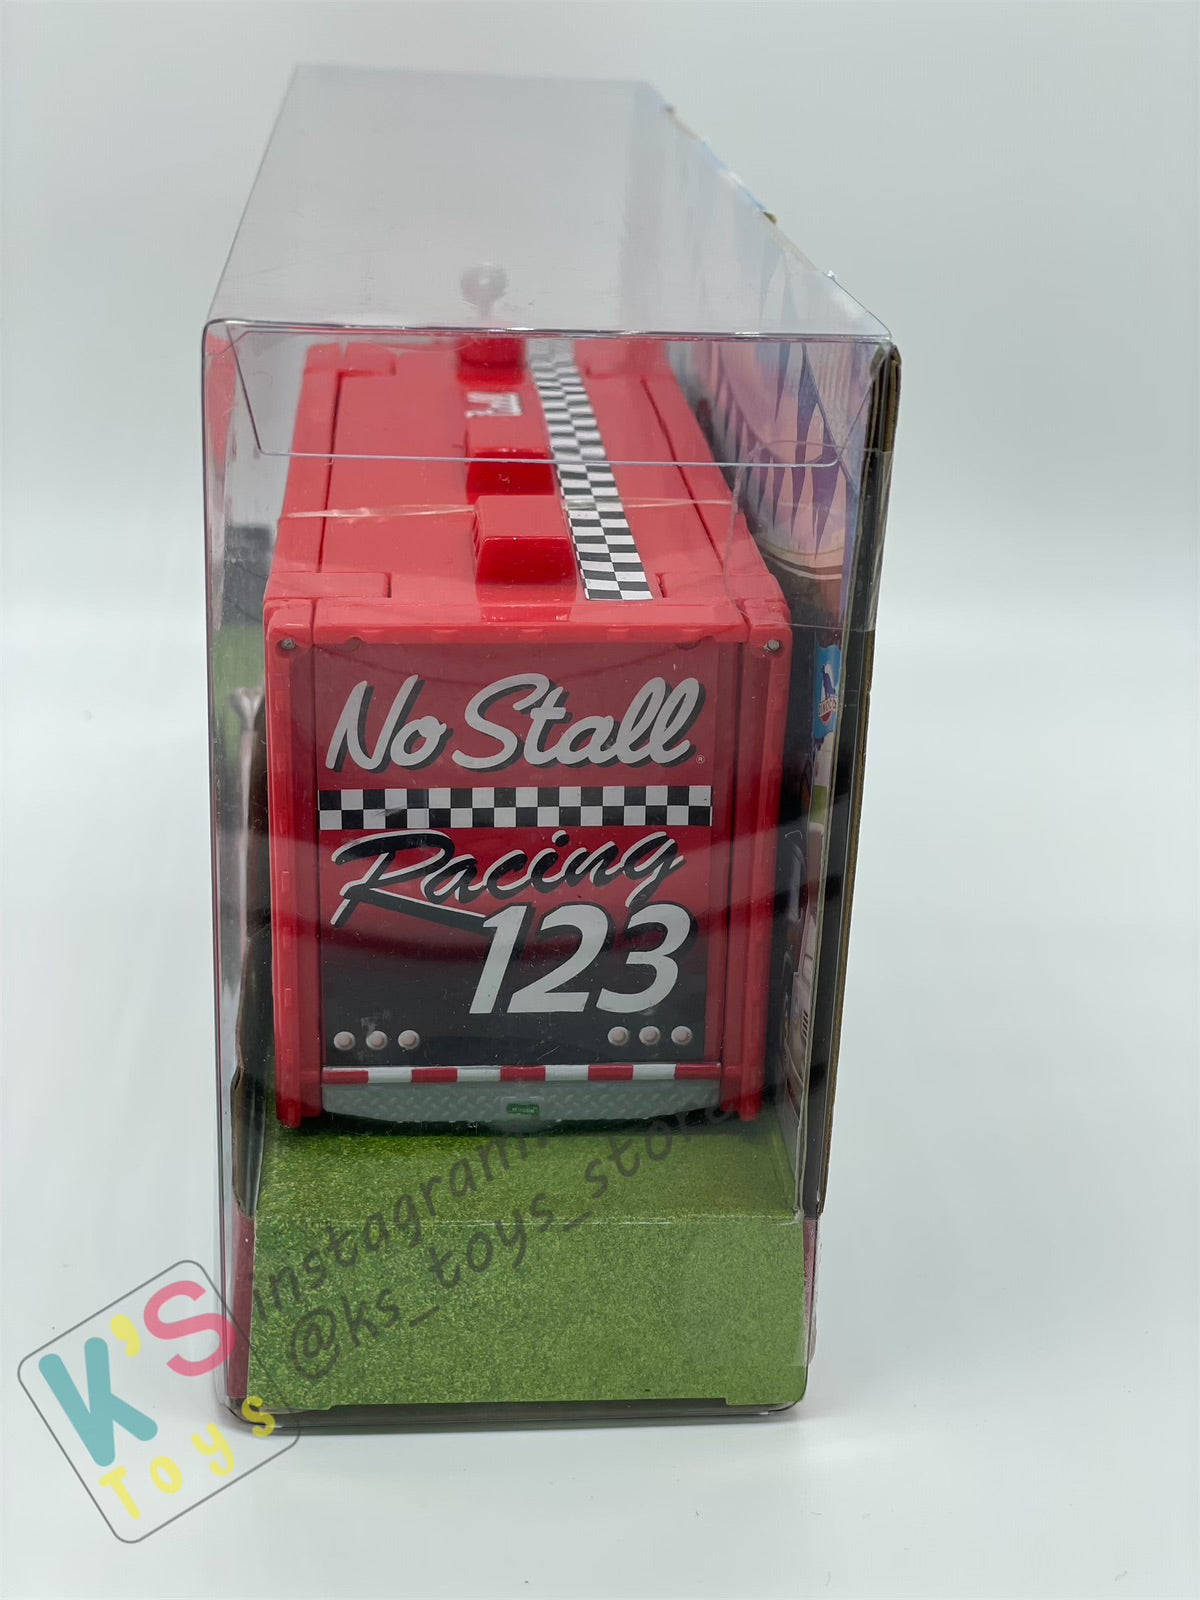 No Stall
®
Racing
123
instagram:
@ks_toys_store
K's
Toys